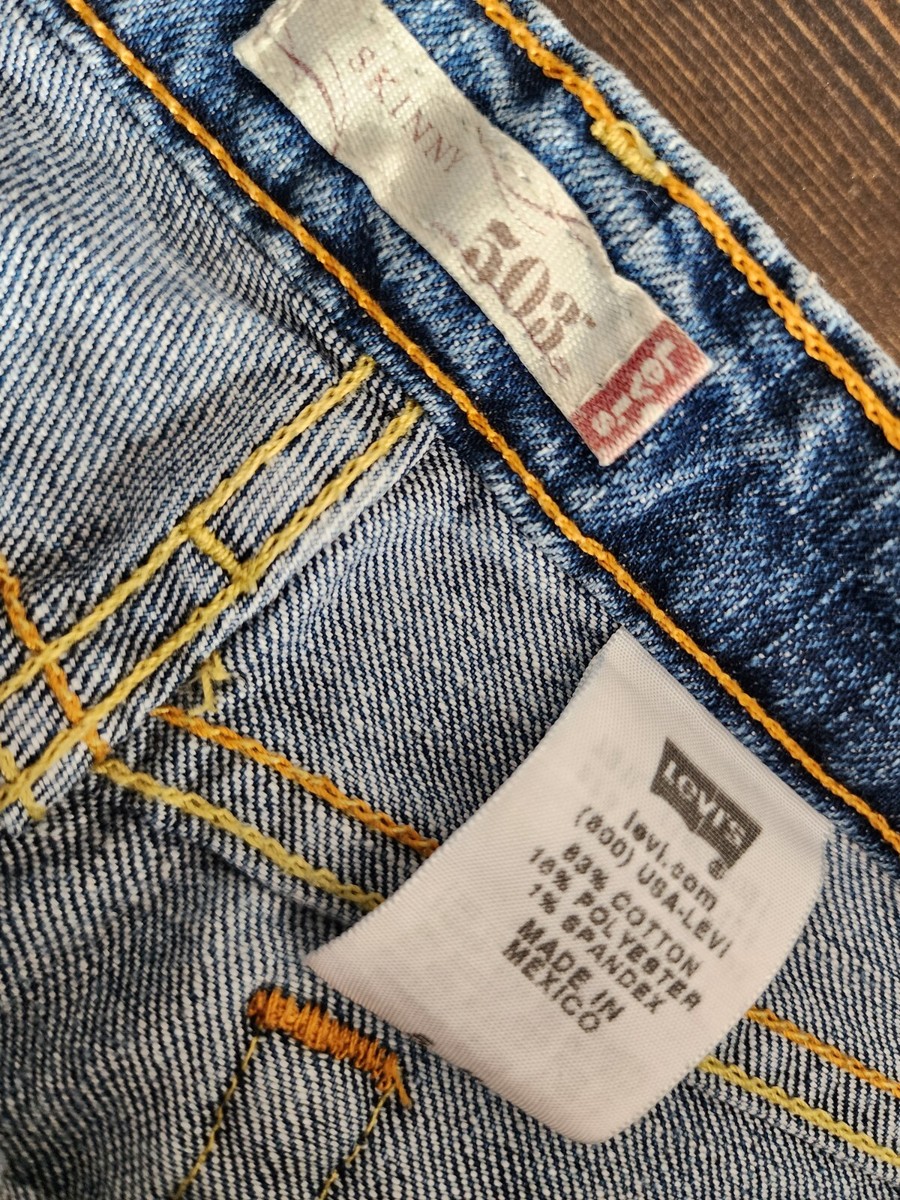 SKINNY
503
LEVI'S
LEVI'S
®
levi.com
(800) USA-LEVI
83% COTTON
16% POLYESTER
1% SPANDEX
MADE IN
MEXICO